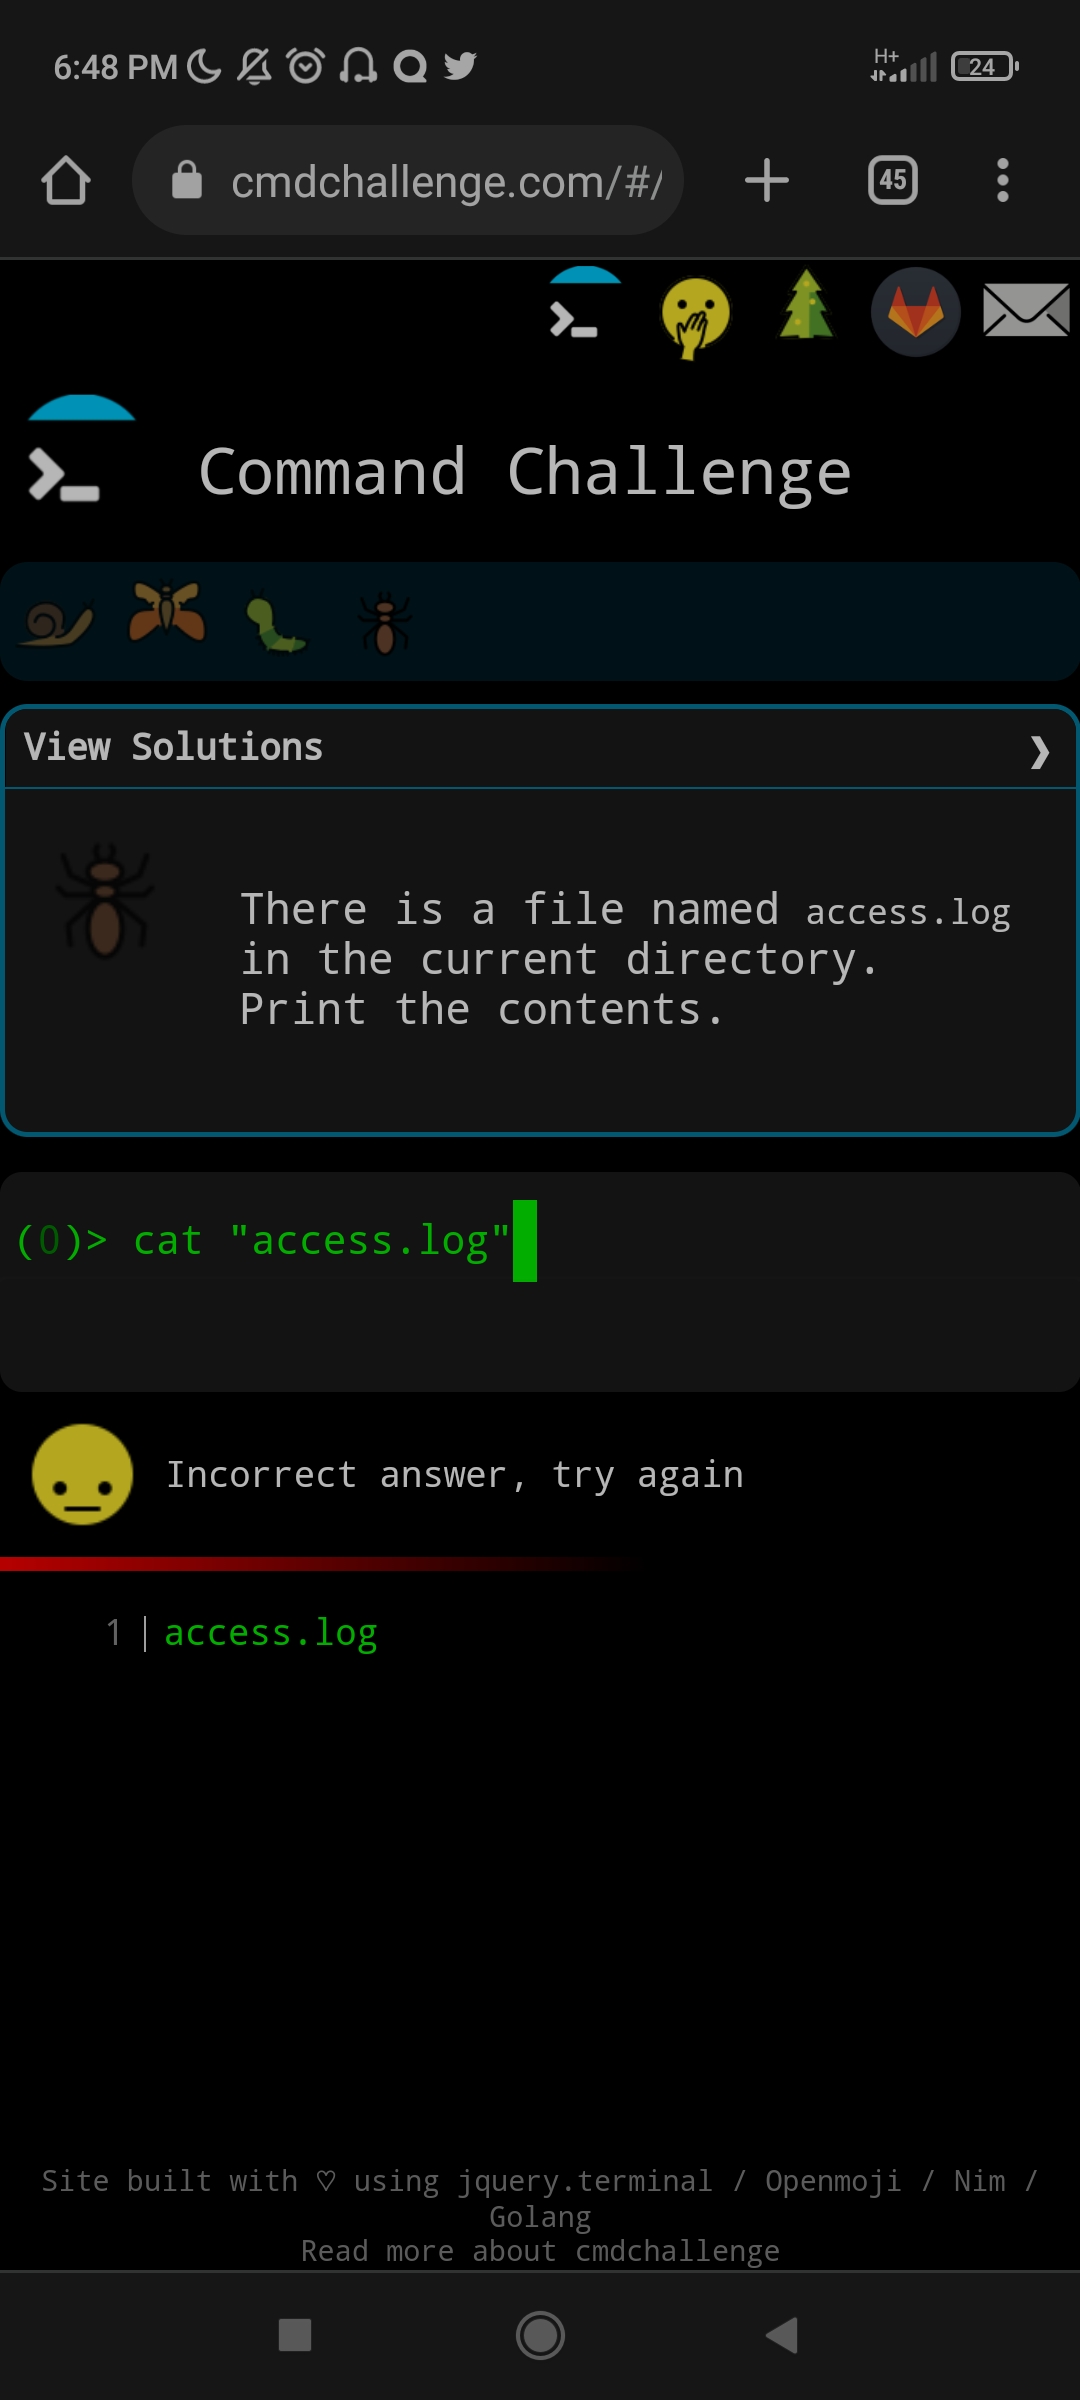 6:48 PM
H+
24
cmdchallenge.com/#/
45
Command Challenge
View Solutions
There is a file named access.log
in the current directory.
Print the contents.
(0)> cat "access.log"
Incorrect answer, try again
1 | access.log
Site built with ♡ using jquery.terminal / Openmoji / Nim /
Golang
Read more about cmdchallenge